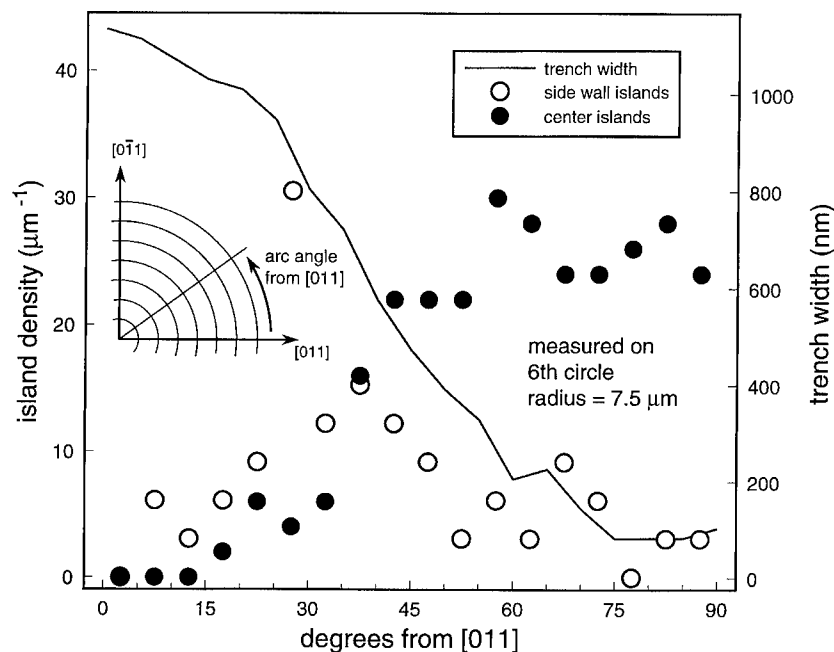 40
30
20
10
0
island density (μm⁻¹)
trench width
side wall islands
center islands
[01̄1]
arc angle
from [011]
[011]
measured on
6th circle
radius = 7.5 μm
1000
800
600
400
200
0
trench width (nm)
0 15 30 45 60 75 90
degrees from [011]